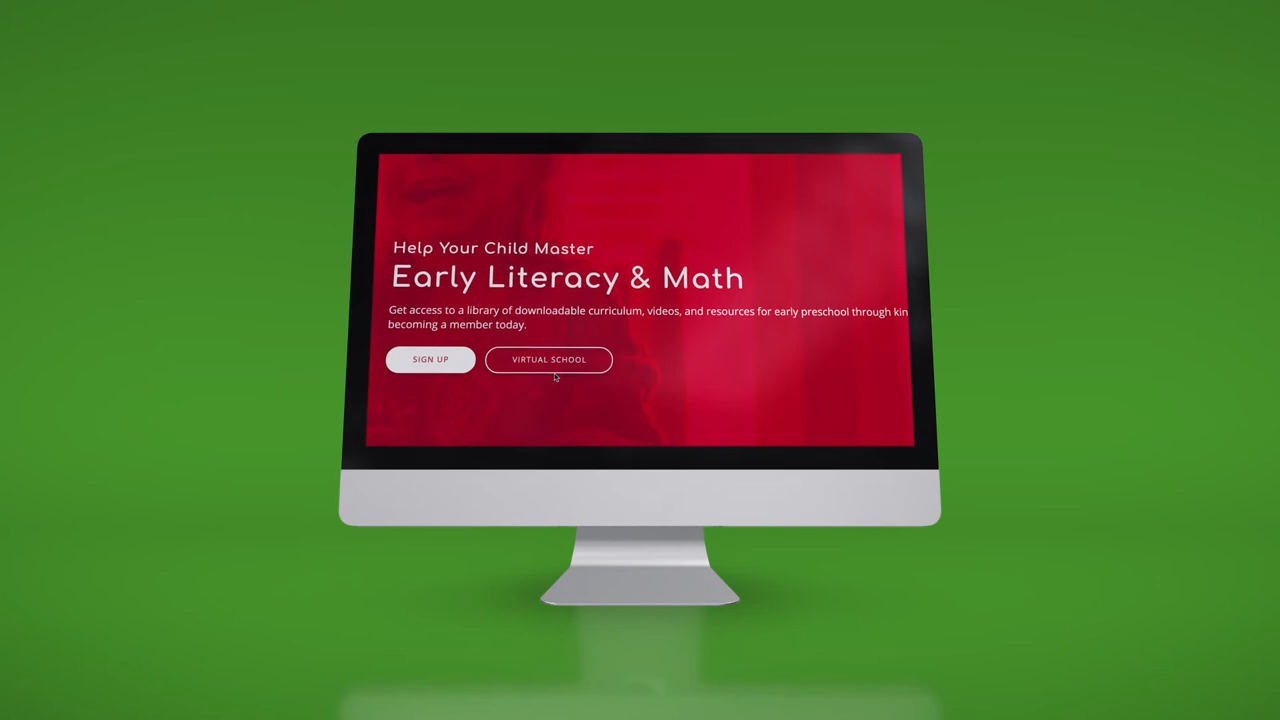 Help Your Child Master
Early Literacy & Math
Get access to a library of downloadable curriculum, videos, and resources for early preschool through kin
becoming a member today.
SIGN UP
VIRTUAL SCHOOL